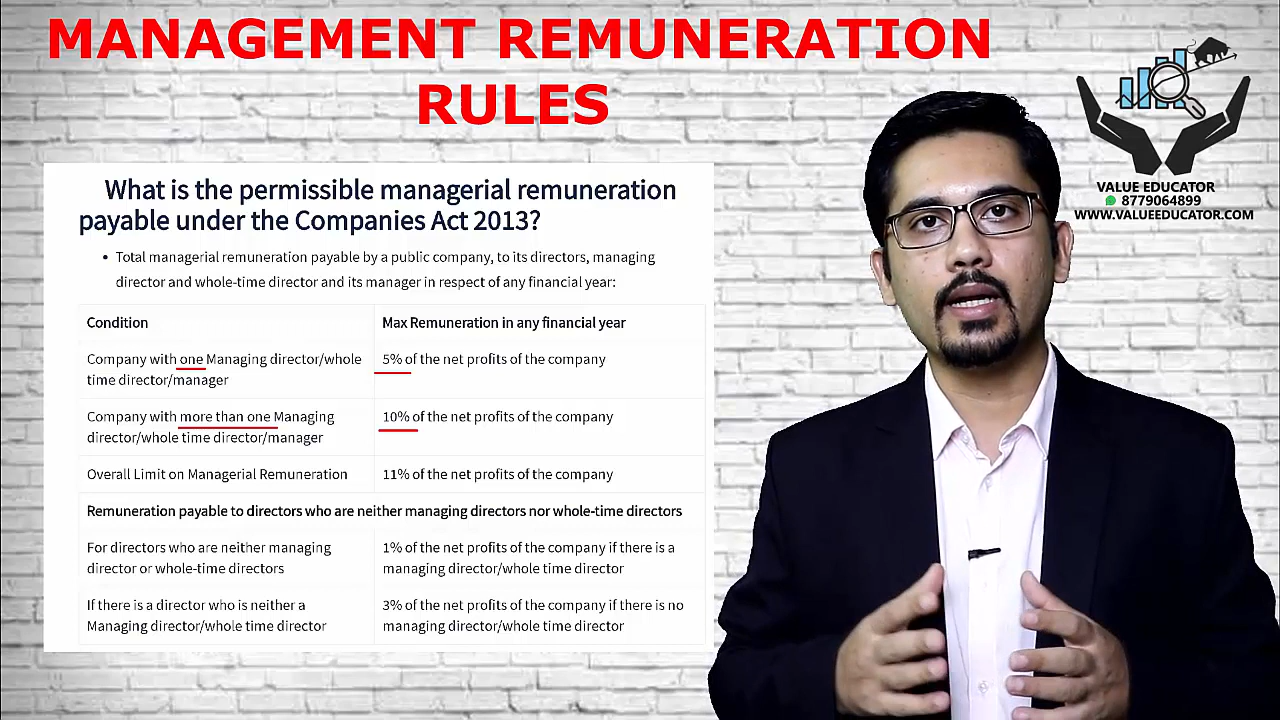 MANAGEMENT REMUNERATION
RULES
VALUE EDUCATOR
8779064899
WWW.VALUEEDUCATOR.COM
What is the permissible managerial remuneration
payable under the Companies Act 2013?
• Total managerial remuneration payable by a public company, to its directors, managing
director and whole-time director and its manager in respect of any financial year:
Condition
Max Remuneration in any financial year
Company with one Managing director/whole
time director/manager
5% of the net profits of the company
Company with more than one Managing
director/whole time director/manager
10% of the net profits of the company
Overall Limit on Managerial Remuneration
11% of the net profits of the company
Remuneration payable to directors who are neither managing directors nor whole-time directors
For directors who are neither managing
director or whole-time directors
1% of the net profits of the company if there is a
managing director/whole time director
If there is a director who is neither a
Managing director/whole time director
3% of the net profits of the company if there is no
managing director/whole time director